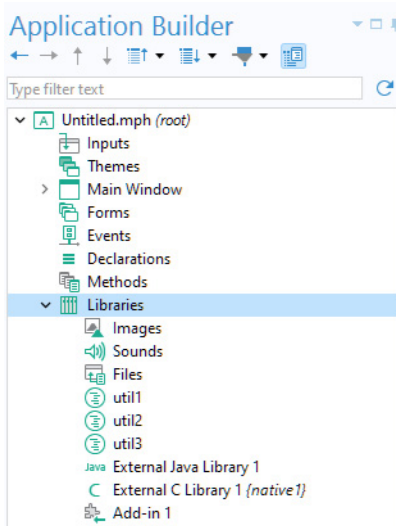 Application Builder
Type filter text
A Untitled.mph (root)
Inputs
Themes
Main Window
Forms
Events
Declarations
Methods
Libraries
Images
Sounds
Files
util1
util2
util3
Java External Java Library 1
C External C Library 1 {native1}
Add-in 1